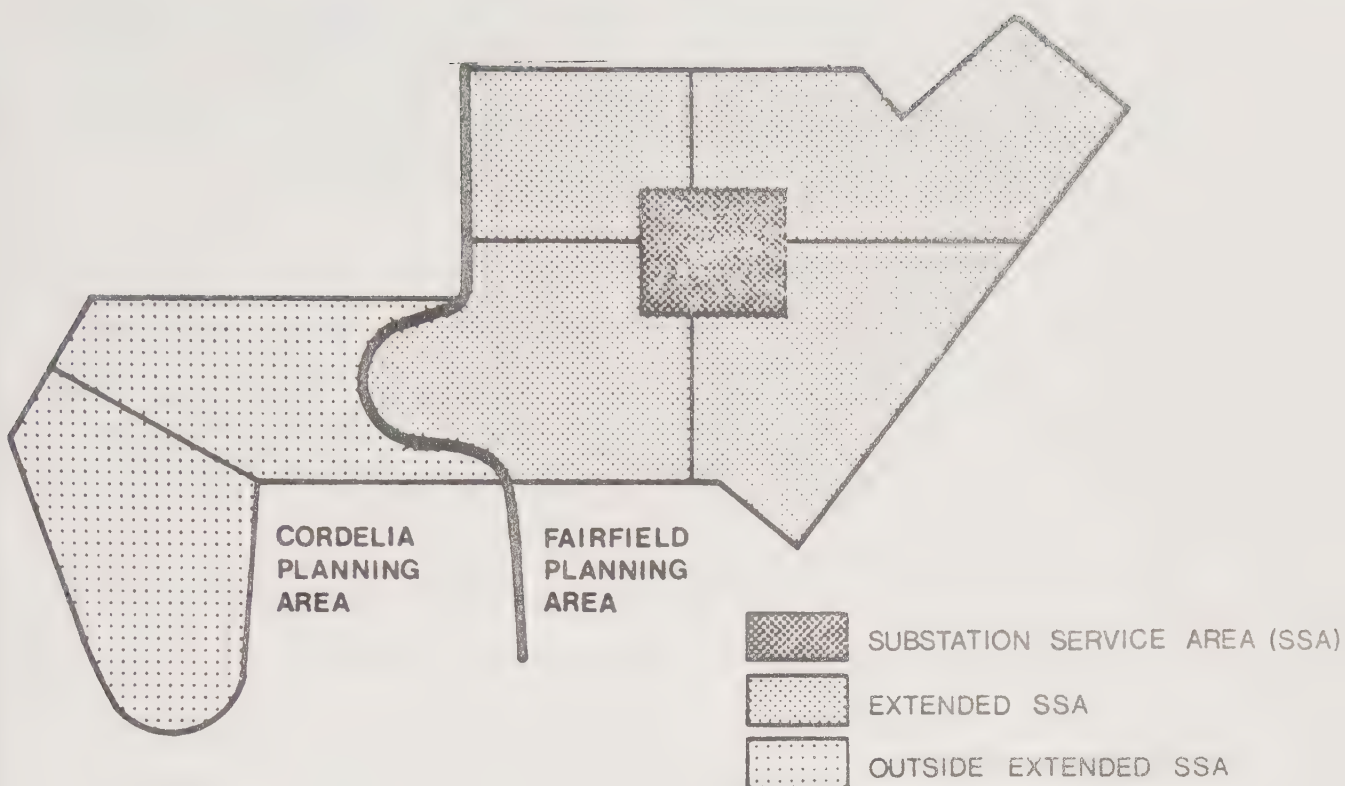 CORDELIA
PLANNING
AREA
FAIRFIELD
PLANNING
AREA
SUBSTATION SERVICE AREA (SSA)
EXTENDED SSA
OUTSIDE EXTENDED SSA